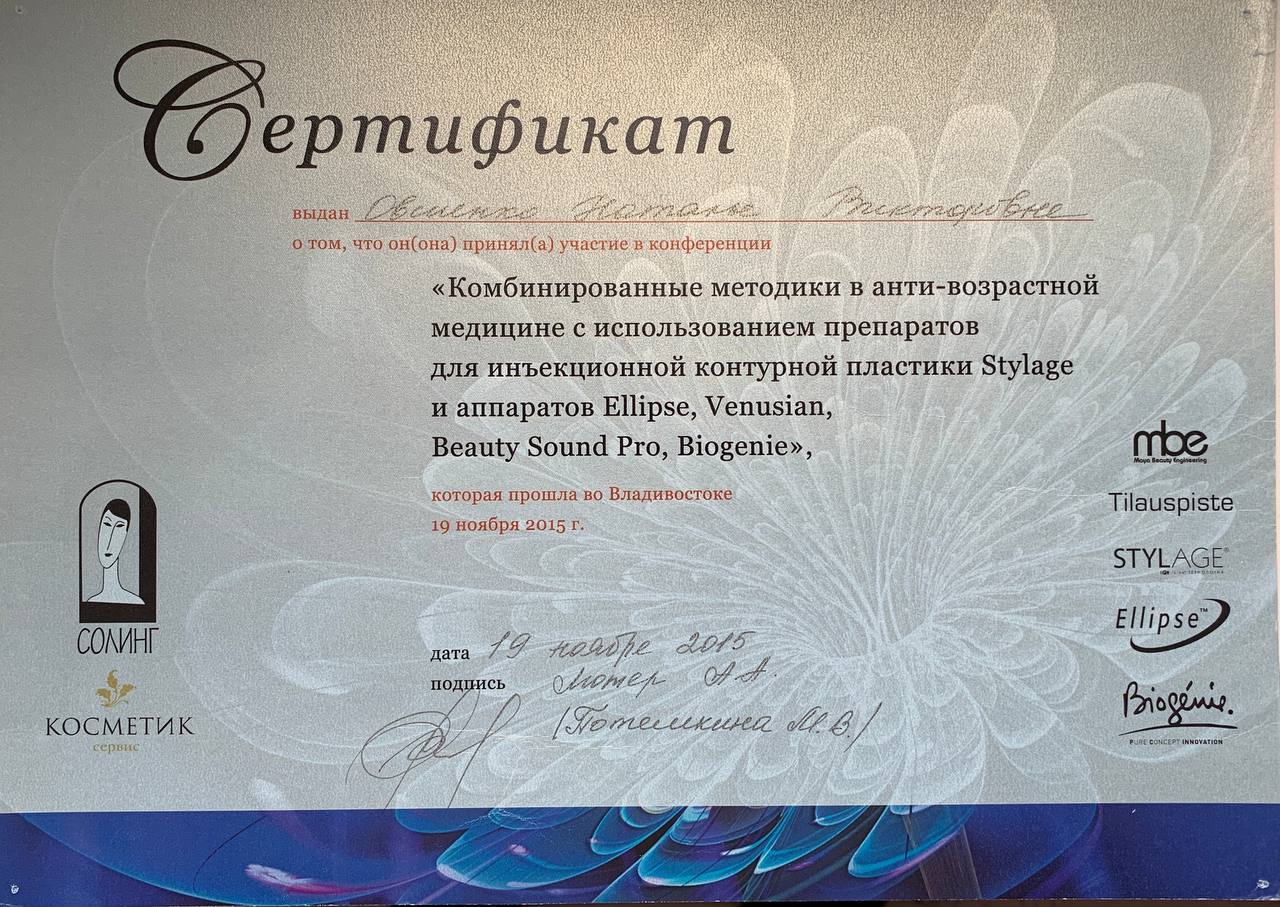 Сертификат
выдан Овсиенко Наталье Викторовне
о том, что он(она) принял(а) участие в конференции
«Комбинированные методики в анти-возрастной
медицине с использованием препаратов
для инъекционной контурной пластики Stylage
и аппаратов Ellipse, Venusian,
Beauty Sound Pro, Biogenie»,
которая прошла во Владивостоке
19 ноября 2015 г.
дата 19 ноября 2015
подпись А А.
(Потемкина М.В.)
СОЛИНГ
КОСМЕТИК
сервис
mbe
Maya Beauty Engineering
Tilauspiste
STYLAGE®
Ellipse™
Biogénie.
PURE CONCEPT INNOVATION